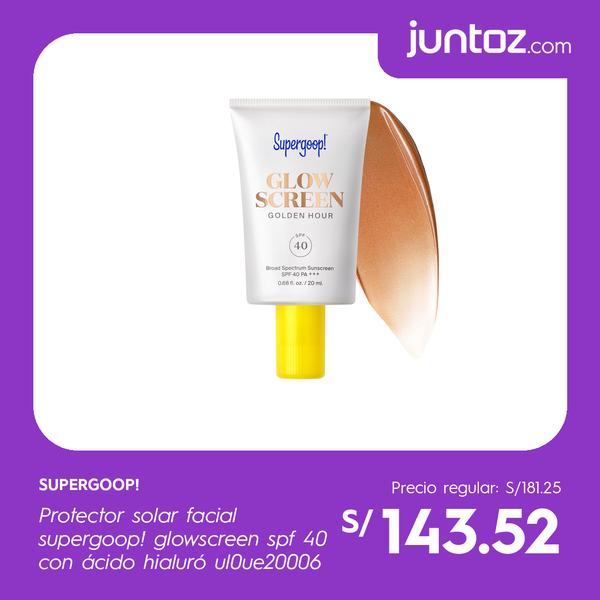 juntoz.com
Supergoop!
GLOW
SCREEN
GOLDEN HOUR
SPF
40
Broad Spectrum Sunscreen
SPF 40 PA +++
0.68 fl. oz. / 20 ml.
SUPERGOOP!
Protector solar facial
supergoop! glowscreen spf 40
con ácido hialuró ul0ue20006
Precio regular: S/181.25
S/ 143.52